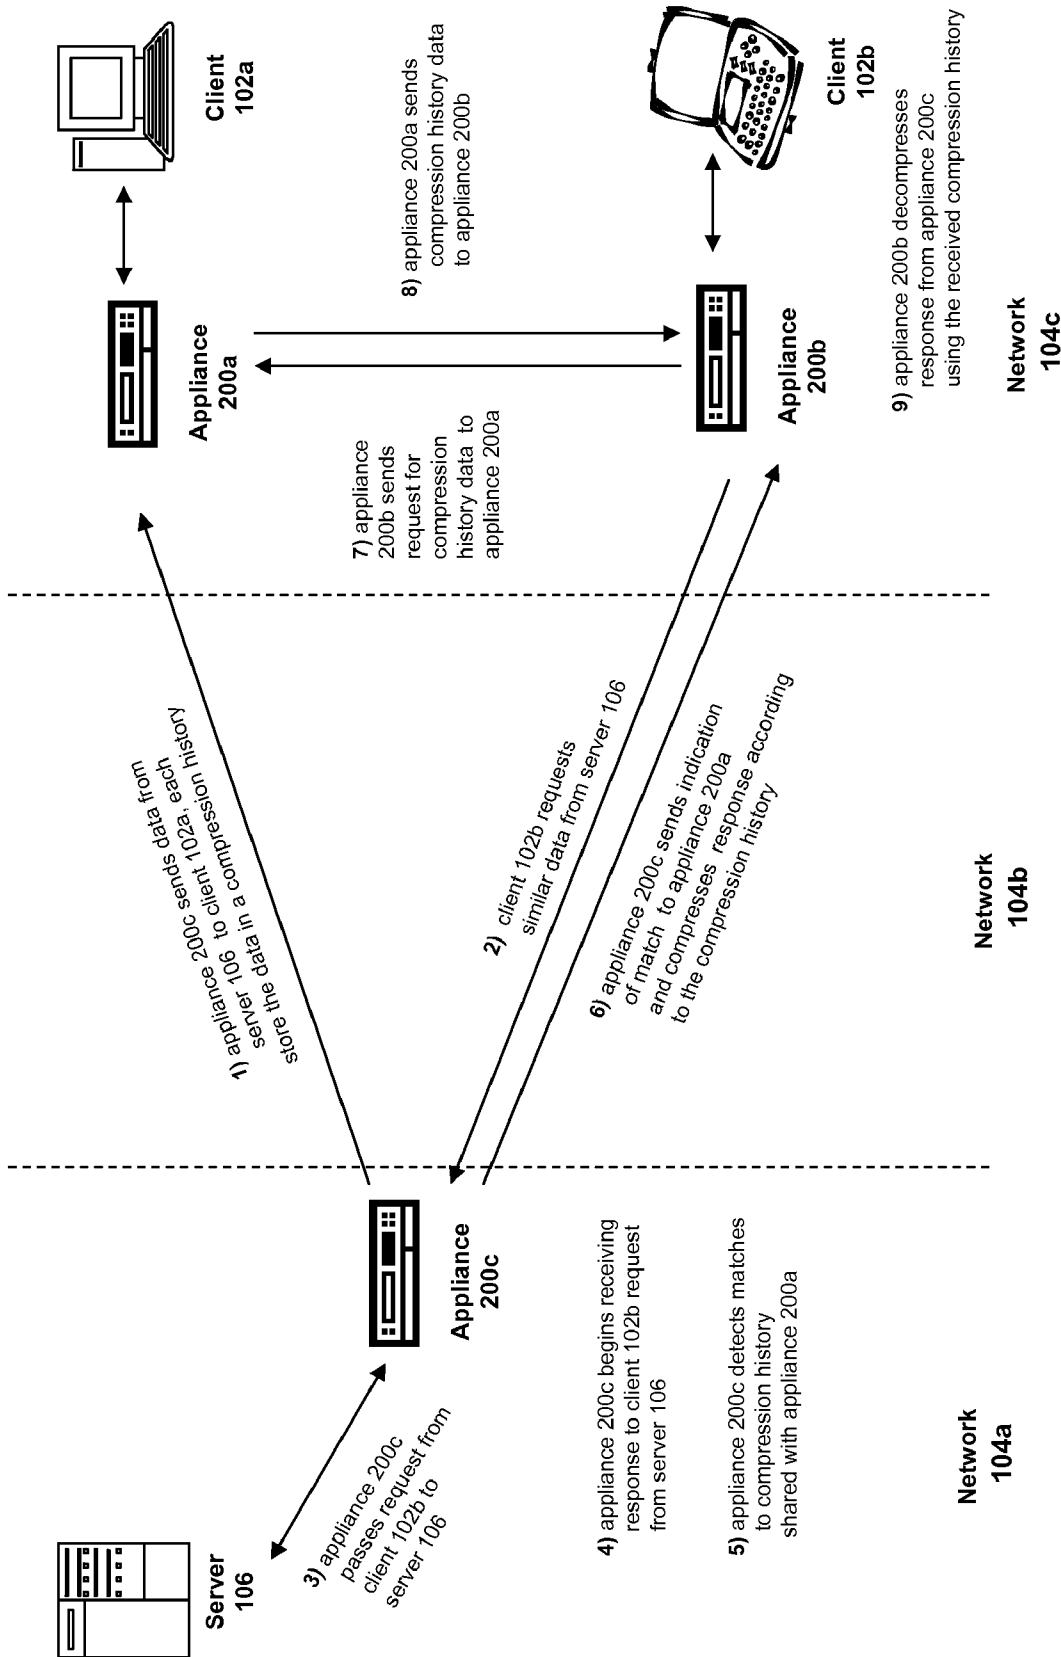 Server
106
3) appliance 200c
passes request from
client 102b to
server 106
Appliance
200c
4) appliance 200c begins receiving
response to client 102b request
from server 106
5) appliance 200c detects matches
to compression history
shared with appliance 200a
Network
104a
1) appliance 200c sends data from
server 106 to client 102a, each
store the data in a compression history
2) client 102b requests
similar data from server 106
6) appliance 200c sends indication
of match to appliance 200a
and compresses response according
to the compression history
Network
104b
Appliance
200a
Client
102a
7) appliance
200b sends
request for
compression
history data to
appliance 200a
8) appliance 200a sends
compression history data
to appliance 200b
Appliance
200b
Client
102b
9) appliance 200b decompresses
response from appliance 200c
using the received compression history
Network
104c